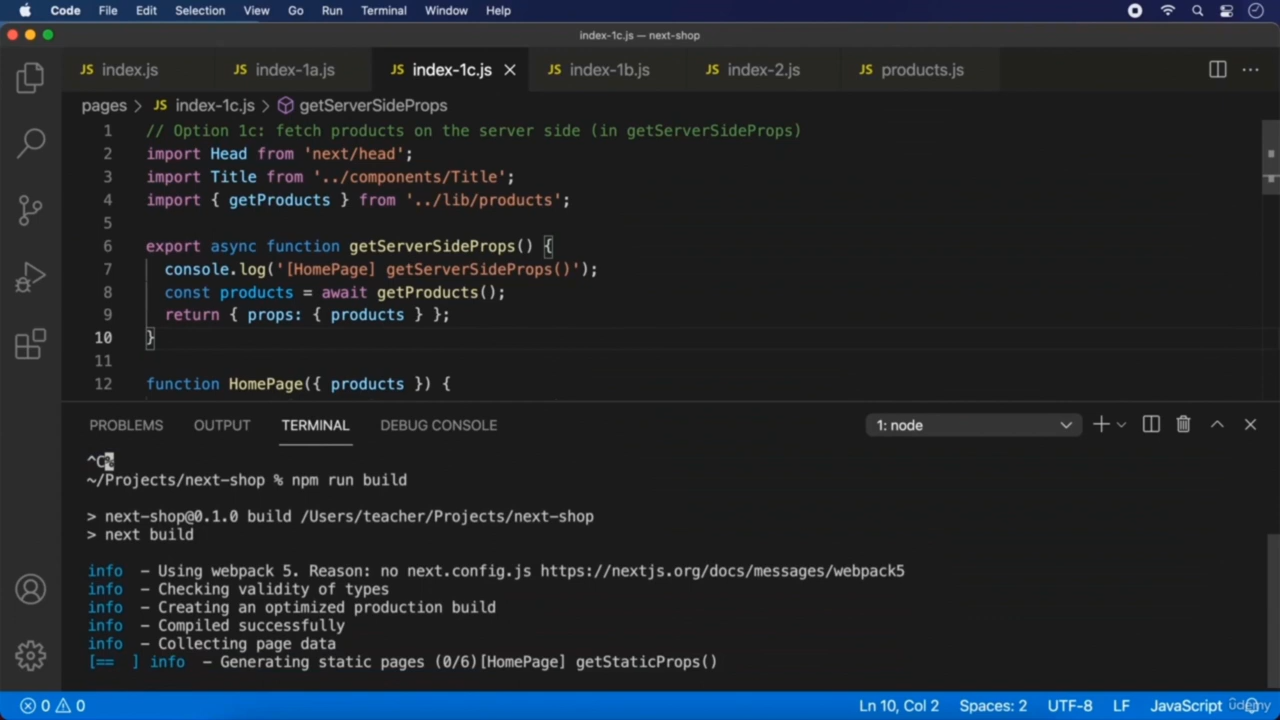 Code File Edit Selection View Go Run Terminal Window Help
index-1c.js — next-shop
JS index.js JS index-1a.js JS index-1c.js JS index-1b.js JS index-2.js JS products.js
pages > JS index-1c.js > getServerSideProps
1 // Option 1c: fetch products on the server side (in getServerSideProps)
2 import Head from 'next/head';
3 import Title from '../components/Title';
4 import { getProducts } from '../lib/products';
5
6 export async function getServerSideProps() {
7 console.log('[HomePage] getServerSideProps()');
8 const products = await getProducts();
9 return { props: { products } };
10 }
11
12 function HomePage({ products }) {
PROBLEMS OUTPUT TERMINAL DEBUG CONSOLE 1: node
^C%
~/Projects/next-shop % npm run build
> next-shop@0.1.0 build /Users/teacher/Projects/next-shop
> next build
info - Using webpack 5. Reason: no next.config.js https://nextjs.org/docs/messages/webpack5
info - Checking validity of types
info - Creating an optimized production build
info - Compiled successfully
info - Collecting page data
[== ] info - Generating static pages (0/6)[HomePage] getStaticProps()
0 0 Ln 10, Col 2 Spaces: 2 UTF-8 LF JavaScript udemy